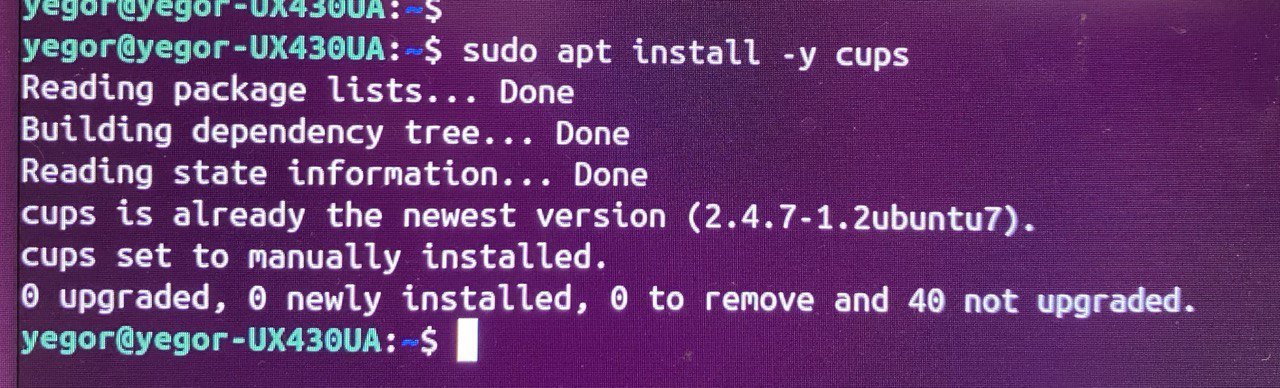 yegor@yegor-UX430UA:~$
yegor@yegor-UX430UA:~$ sudo apt install -y cups
Reading package lists... Done
Building dependency tree... Done
Reading state information... Done
cups is already the newest version (2.4.7-1.2ubuntu7).
cups set to manually installed.
0 upgraded, 0 newly installed, 0 to remove and 40 not upgraded.
yegor@yegor-UX430UA:~$